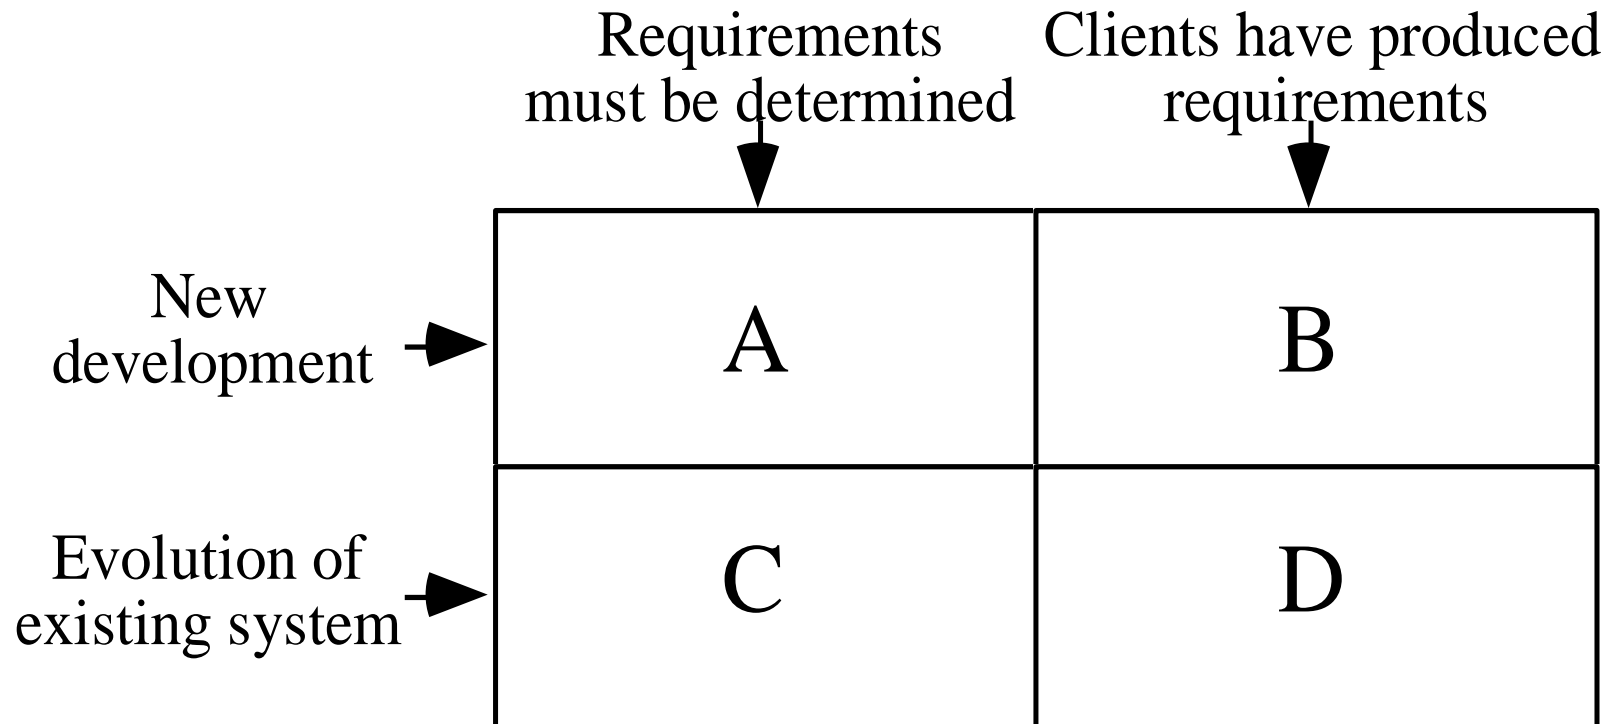 Requirements
must be determined
Clients have produced
requirements
New
development
A
B
Evolution of
existing system
C
D